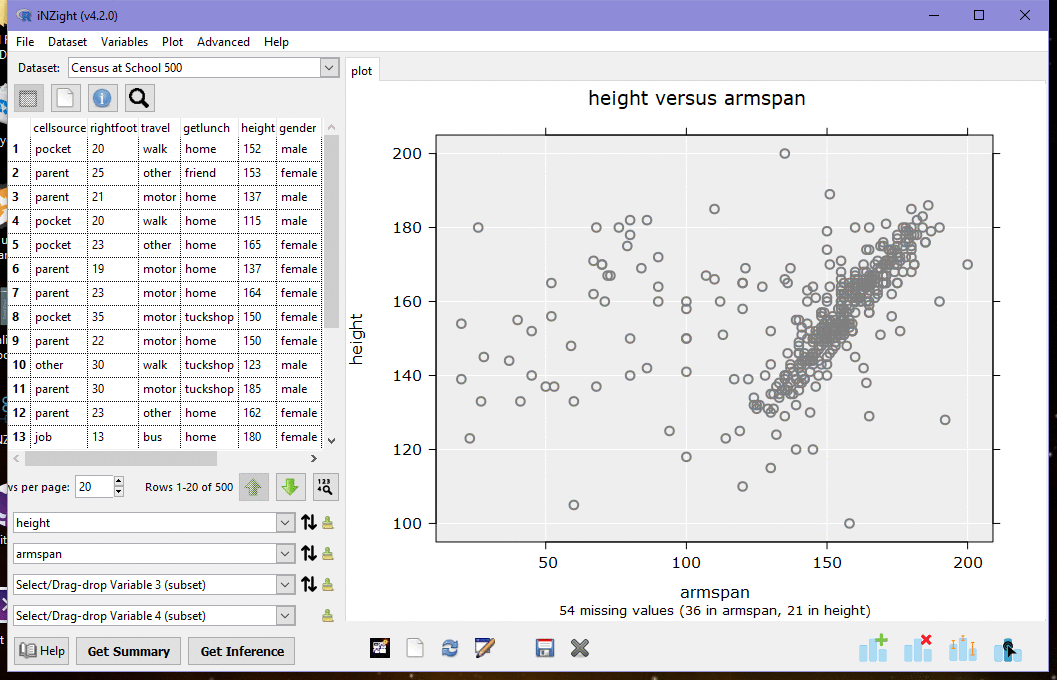 iNZight (v4.2.0)
File Dataset Variables Plot Advanced Help
Dataset: Census at School 500
cellsource rightfoot travel getlunch height gender
1 pocket 20 walk home 152 male
2 parent 25 other friend 153 female
3 parent 21 motor home 137 male
4 pocket 20 walk home 115 male
5 pocket 23 other home 165 female
6 parent 19 motor home 137 female
7 parent 23 motor home 164 female
8 pocket 35 motor tuckshop 150 female
9 parent 22 motor home 150 female
10 other 30 walk tuckshop 123 male
11 parent 30 motor tuckshop 185 male
12 parent 23 other home 162 female
13 job 13 bus home 180 female
per page: 20 Rows 1-20 of 500 123
height
armspan
Select/Drag-drop Variable 3 (subset)
Select/Drag-drop Variable 4 (subset)
Help Get Summary Get Inference
plot
height versus armspan
200
180
160
140
120
100
height
50 100 150 200
armspan
54 missing values (36 in armspan, 21 in height)